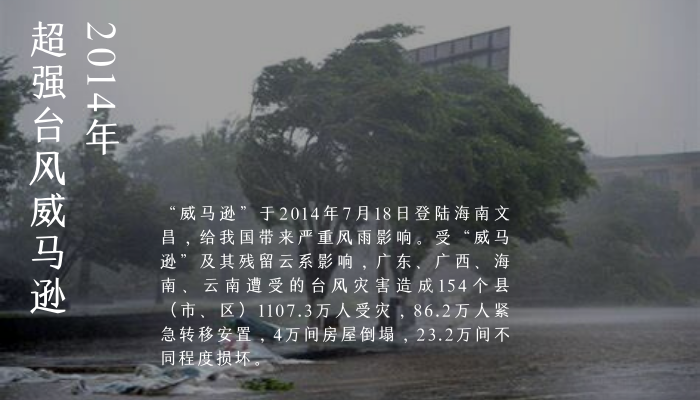 2014年
超强台风威马逊
“威马逊”于2014年7月18日登陆海南文
昌，给我国带来严重风雨影响。受“威马
逊”及其残留云系影响，广东、广西、海
南、云南遭受的台风灾害造成154个县
（市、区）1107.3万人受灾，86.2万人紧
急转移安置，4万间房屋倒塌，23.2万间不
同程度损坏。